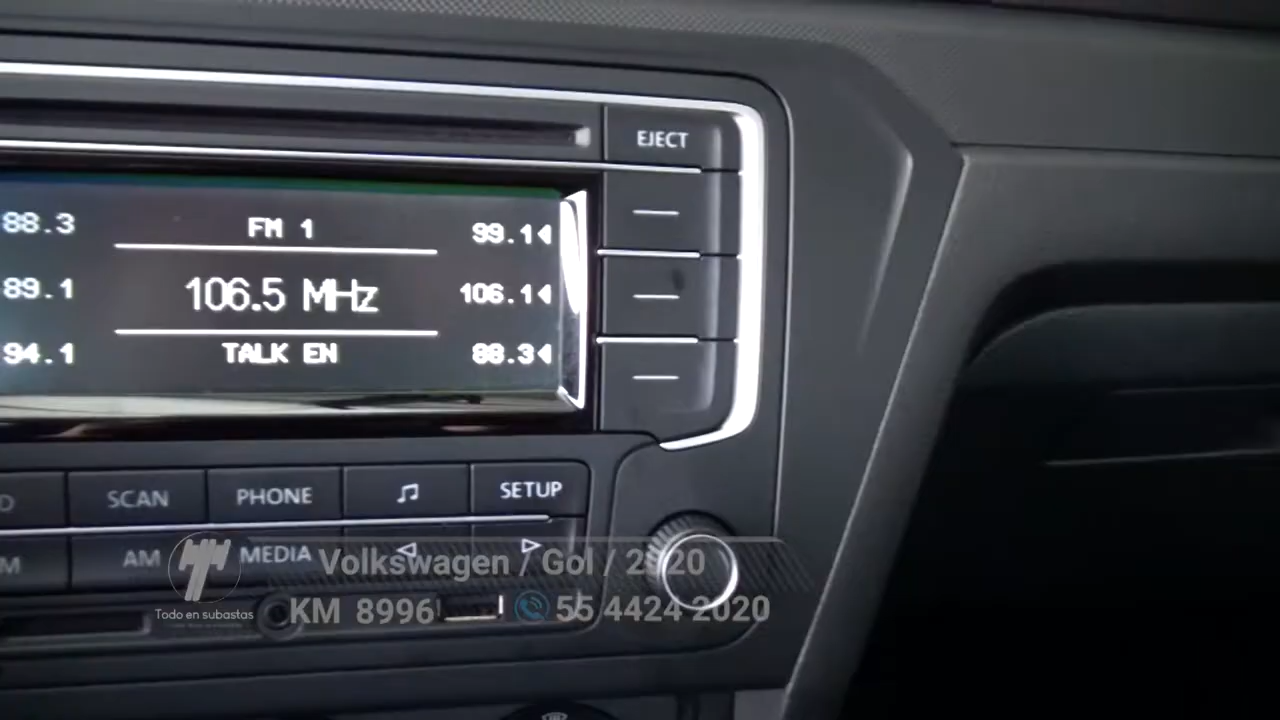 EJECT
88.3 FM 1 99.1
89.1 106.5 MHz 106.1
94.1 TALK EN 88.3
SCAN PHONE SETUP
AM MEDIA
Volkswagen / Gol / 2020
Todo en subastas
KM 8996 55 4424 2020